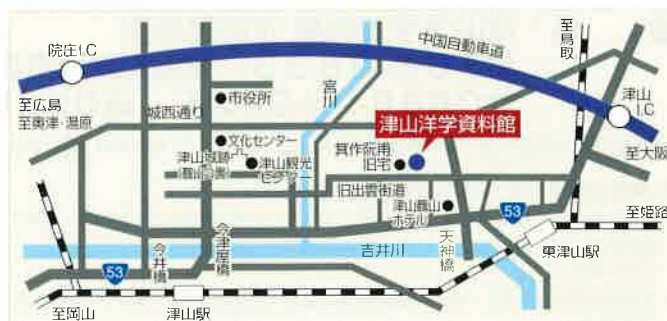 院庄I.C
中国自動車道
至鳥取
至広島
至奥津・湯原
城西通り
市役所
宮川
津山I.C
津山洋学資料館
文化センター
津山城跡
(鶴山公園)
津山観光
センター
箕作阮甫
旧宅
至大阪
旧出雲街道
津山鶴山
ホテル
53
至姫路
今井橋
今津屋橋
吉井川
天神橋
東津山駅
53
至岡山
津山駅